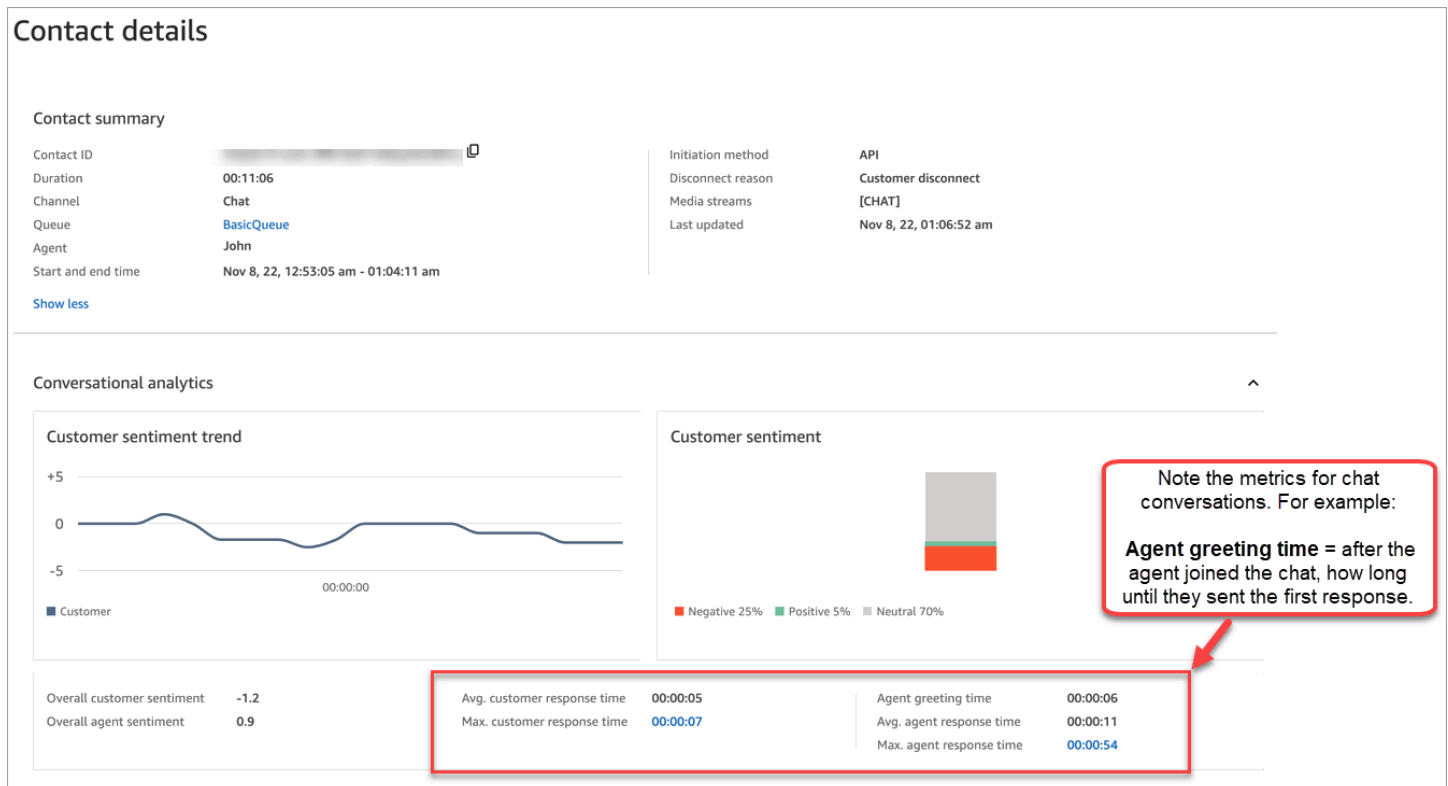 Contact details
Contact summary
Contact ID
Duration 00:11:06
Channel Chat
Queue BasicQueue
Agent John
Start and end time Nov 8, 22, 12:53:05 am - 01:04:11 am
Show less
Initiation method API
Disconnect reason Customer disconnect
Media streams [CHAT]
Last updated Nov 8, 22, 01:06:52 am
Conversational analytics
Customer sentiment trend
+5
0
-5
00:00:00
Customer
Customer sentiment
Negative 25% Positive 5% Neutral 70%
Note the metrics for chat
conversations. For example:
Agent greeting time = after the
agent joined the chat, how long
until they sent the first response.
Overall customer sentiment -1.2
Overall agent sentiment 0.9
Avg. customer response time 00:00:05
Max. customer response time 00:00:07
Agent greeting time 00:00:06
Avg. agent response time 00:00:11
Max. agent response time 00:00:54